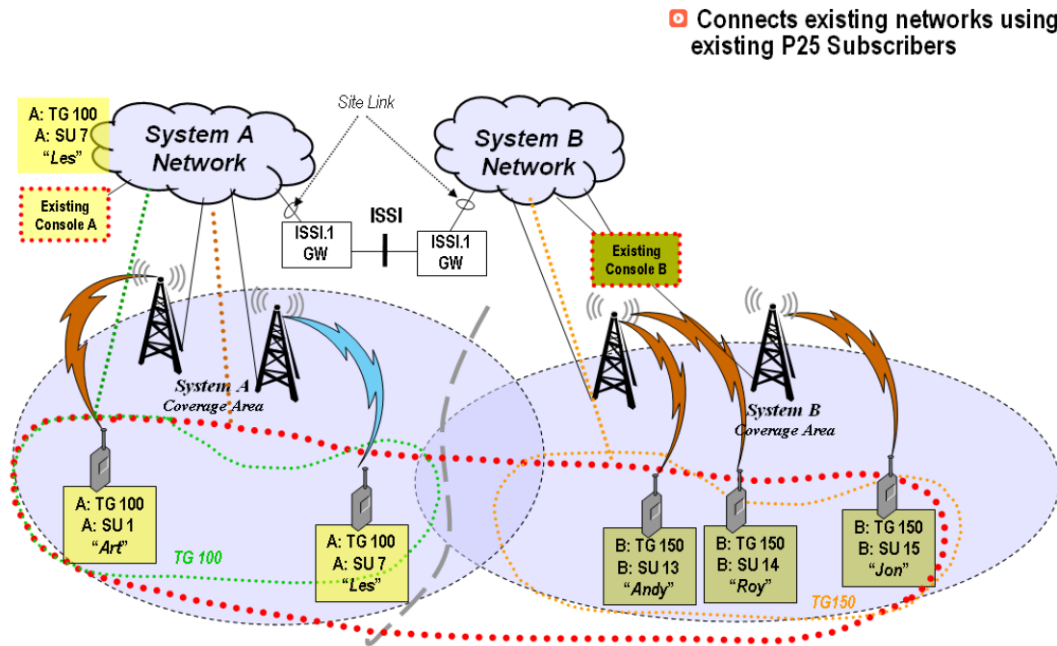 Connects existing networks using
existing P25 Subscribers
A: TG 100
A: SU 7
“Les”
System A
Network
Site Link
System B
Network
Existing
Console A
ISSI.1
GW
ISSI
ISSI.1
GW
Existing
Console B
System A
Coverage Area
System B
Coverage Area
A: TG 100
A: SU 1
“Art”
TG 100
A: TG 100
A: SU 7
“Les”
B: TG 150
B: SU 13
“Andy”
B: TG 150
B: SU 14
“Roy”
B: TG 150
B: SU 15
“Jon”
TG150